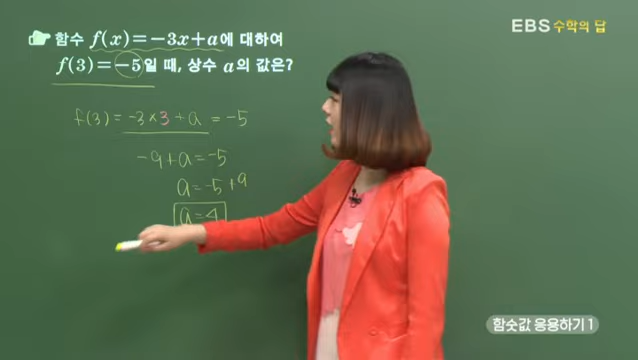 EBS 수학의 답
함수 f(x)=-3x+a에 대하여
f(3)=-5일 때, 상수 a의 값은?
f(3) = -3×3 + a = -5
-9+a=-5
a=-5+9
a=4
함숫값 응용하기 1